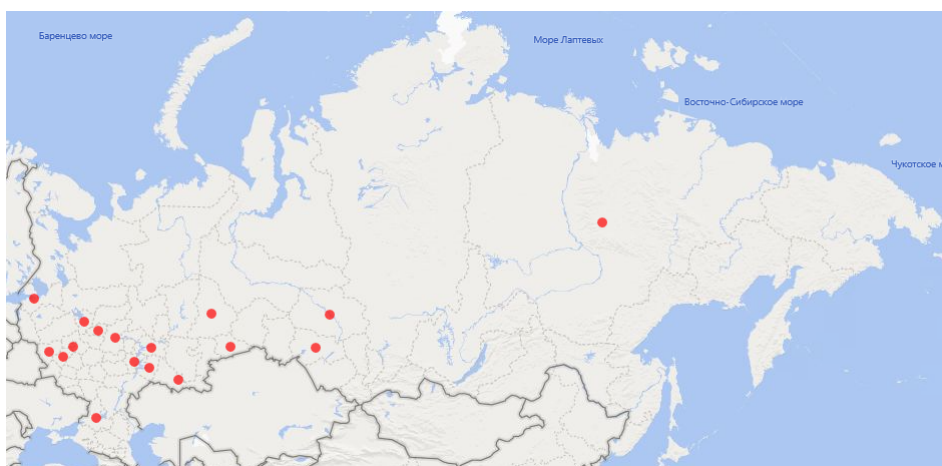 Баренцево море
Море Лаптевых
Восточно-Сибирское море
Чукотское м